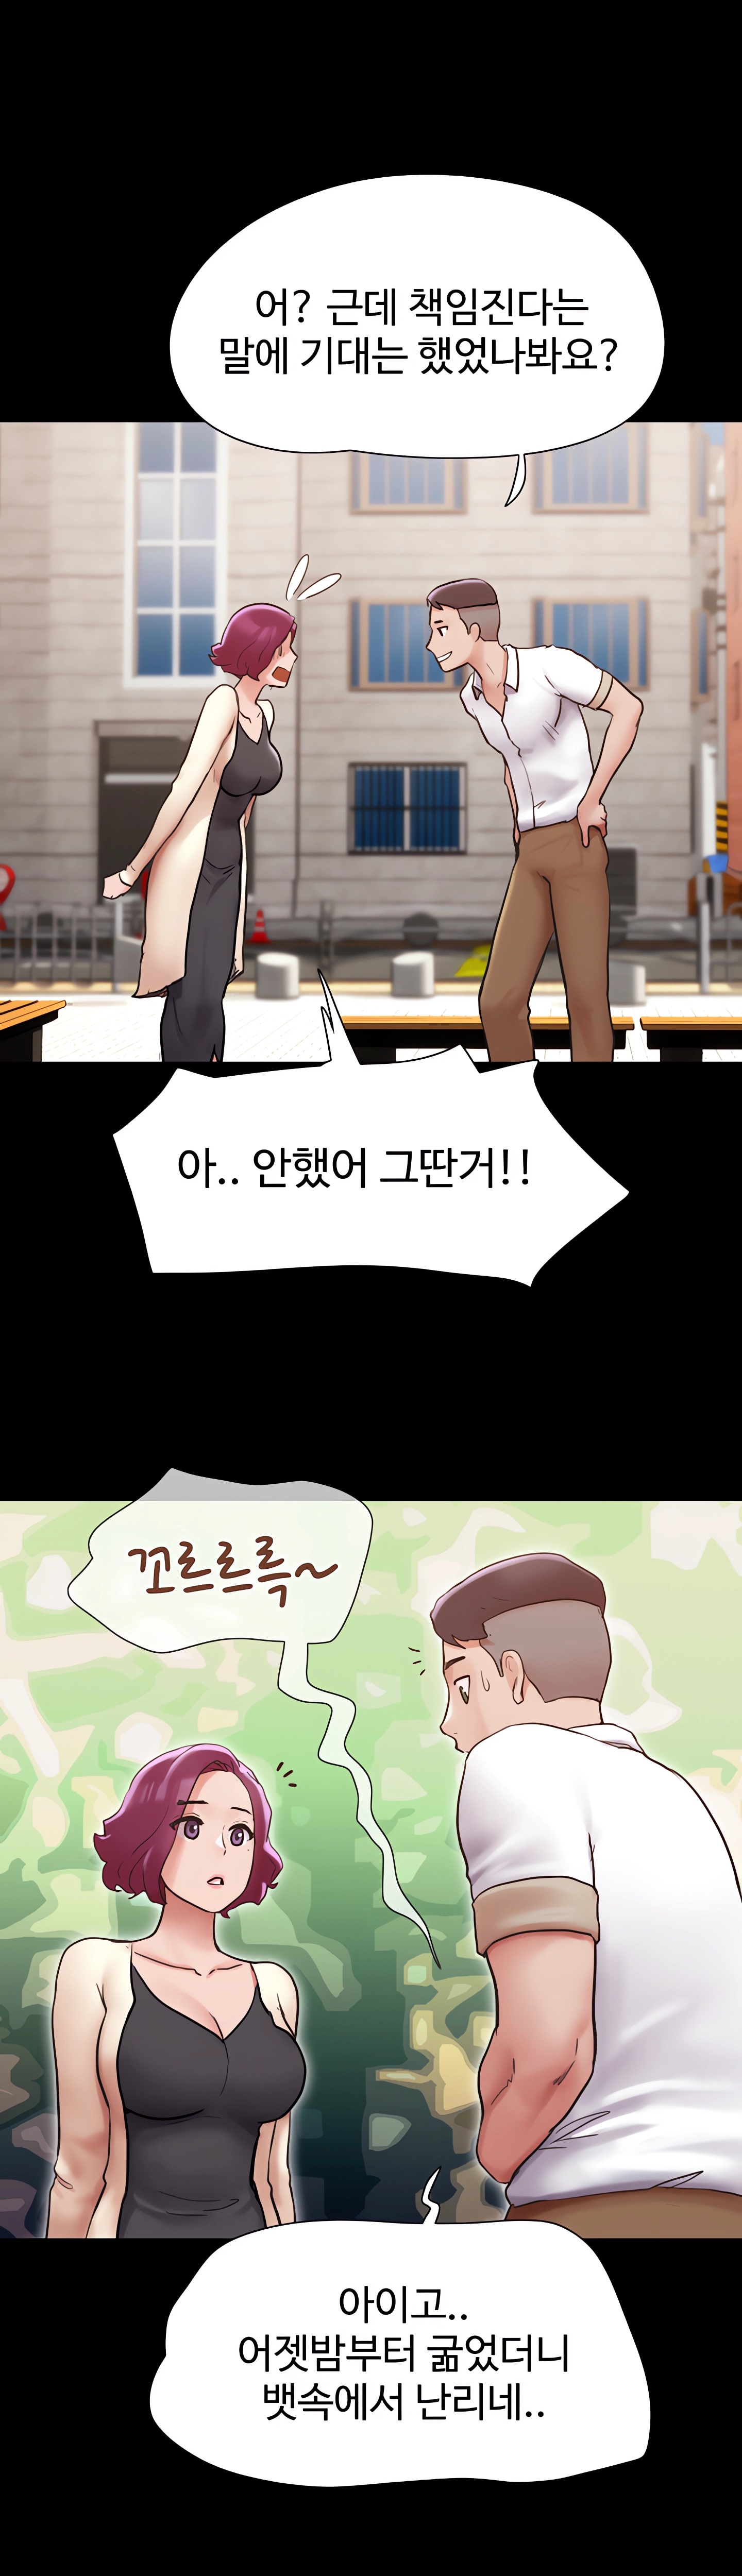 어? 근데 책임진다는
말에 기대는 했었나봐요?
아.. 안했어 그딴거!!
꼬르르륵~
아이고..
어젯밤부터 굶었더니
뱃속에서 난리네..